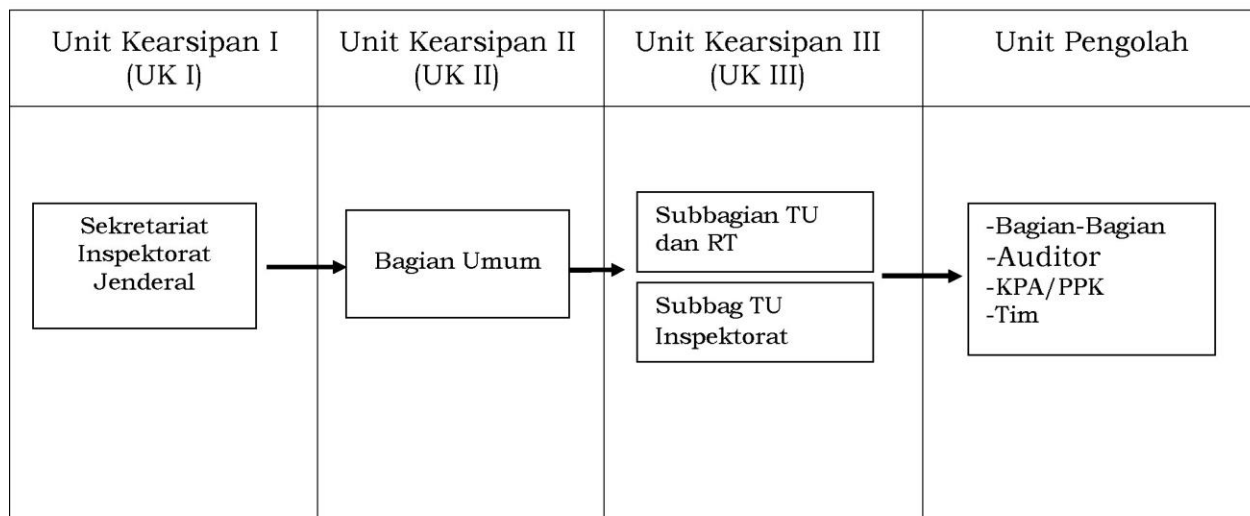 Unit Kearsipan I
(UK I)
Unit Kearsipan II
(UK II)
Unit Kearsipan III
(UK III)
Unit Pengolah
Sekretariat
Inspektorat
Jenderal
Bagian Umum
Subbagian TU
dan RT
Subbag TU
Inspektorat
-Bagian-Bagian
-Auditor
-KPA/PPK
-Tim